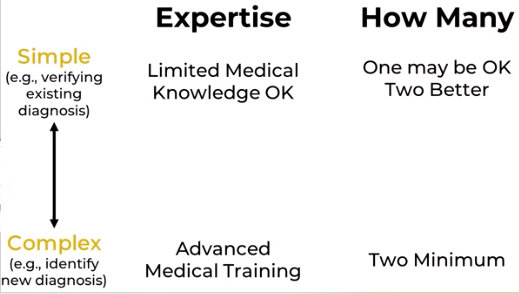 Expertise
How Many
Simple
(e.g., verifying
existing
diagnosis)
Limited Medical
Knowledge OK
One may be OK
Two Better
Complex
(e.g., identify
new diagnosis)
Advanced
Medical Training
Two Minimum